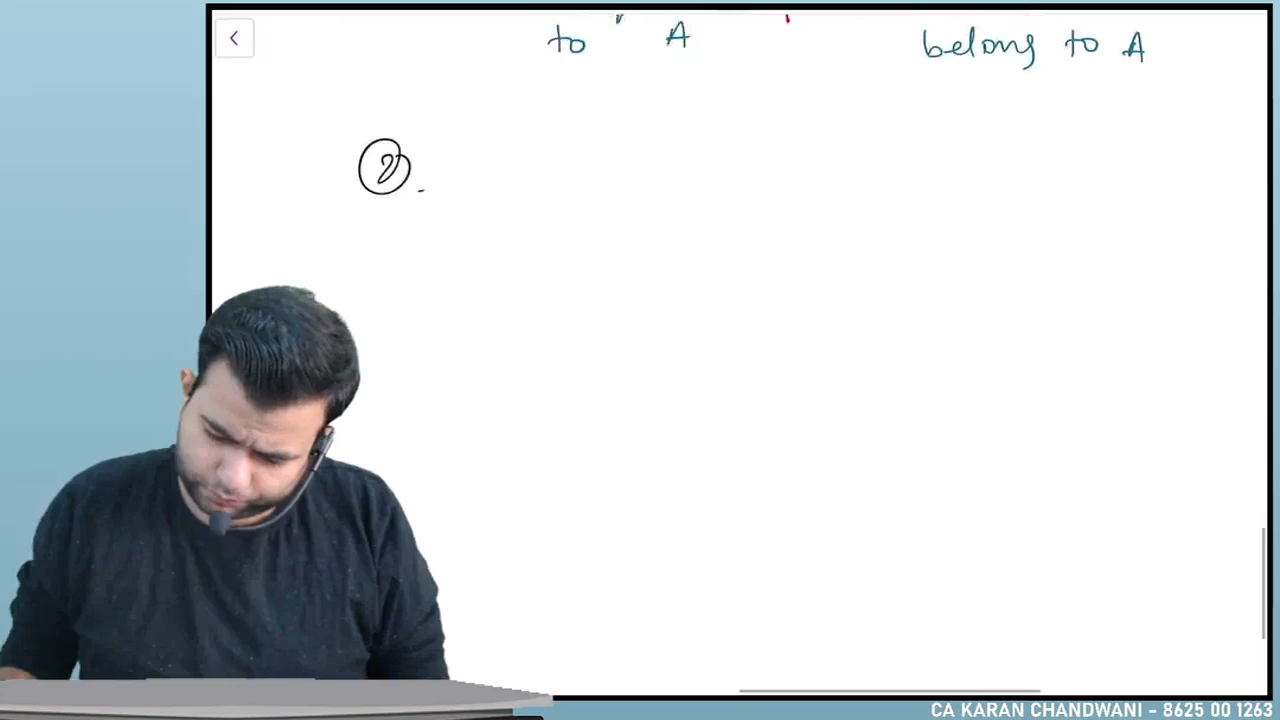 to A belong to A
②.
CA KARAN CHANDWANI - 8625 00 1263